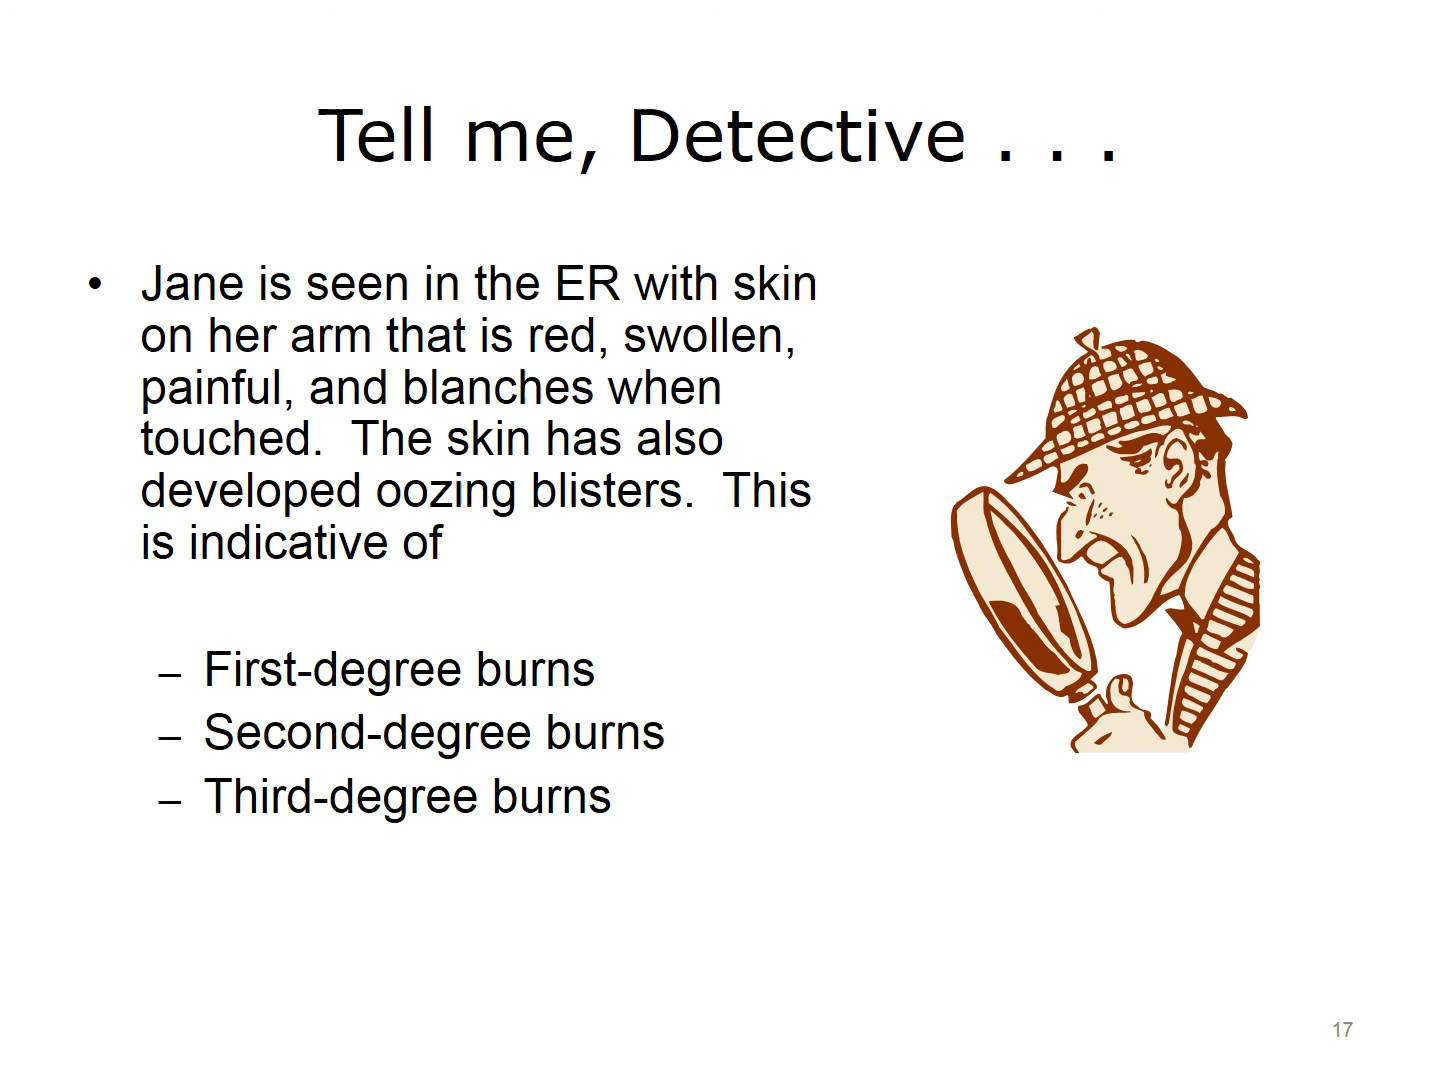 Tell me, Detective . . .
• Jane is seen in the ER with skin
on her arm that is red, swollen,
painful, and blanches when
touched.  The skin has also
developed oozing blisters.  This
is indicative of
– First-degree burns
– Second-degree burns
– Third-degree burns
17